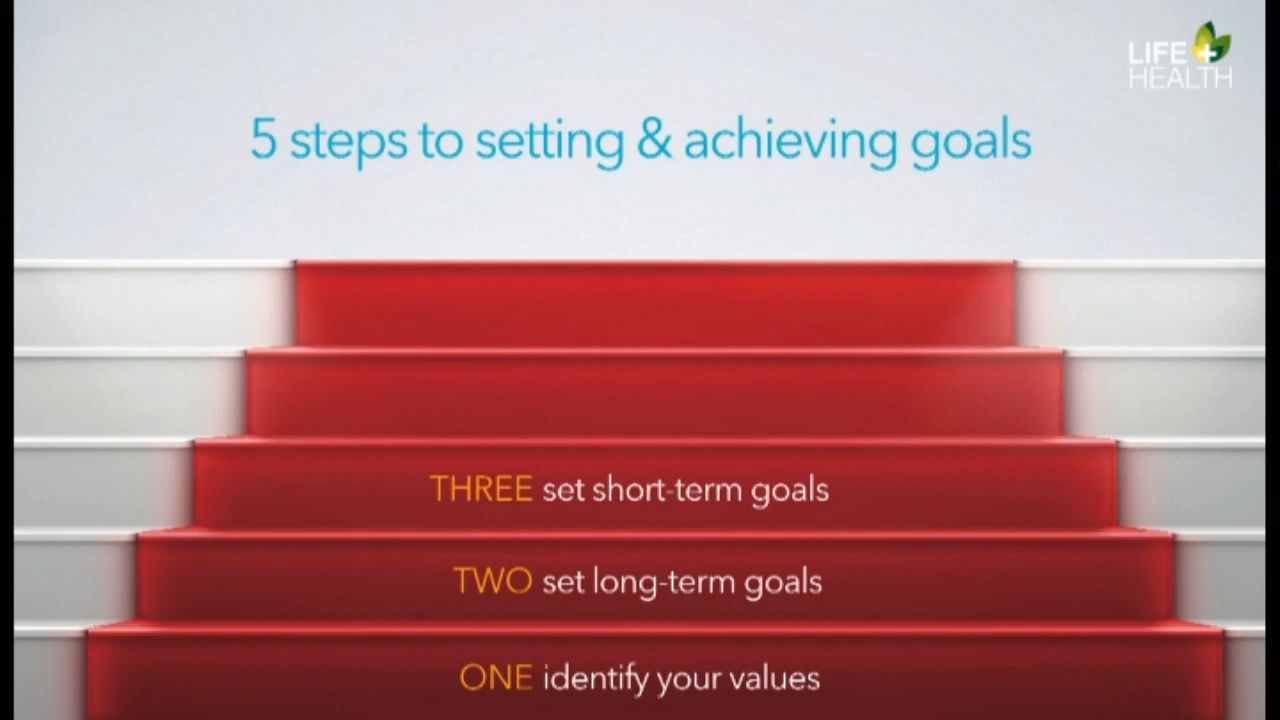 LIFE +
HEALTH
5 steps to setting & achieving goals
THREE set short-term goals
TWO set long-term goals
ONE identify your values